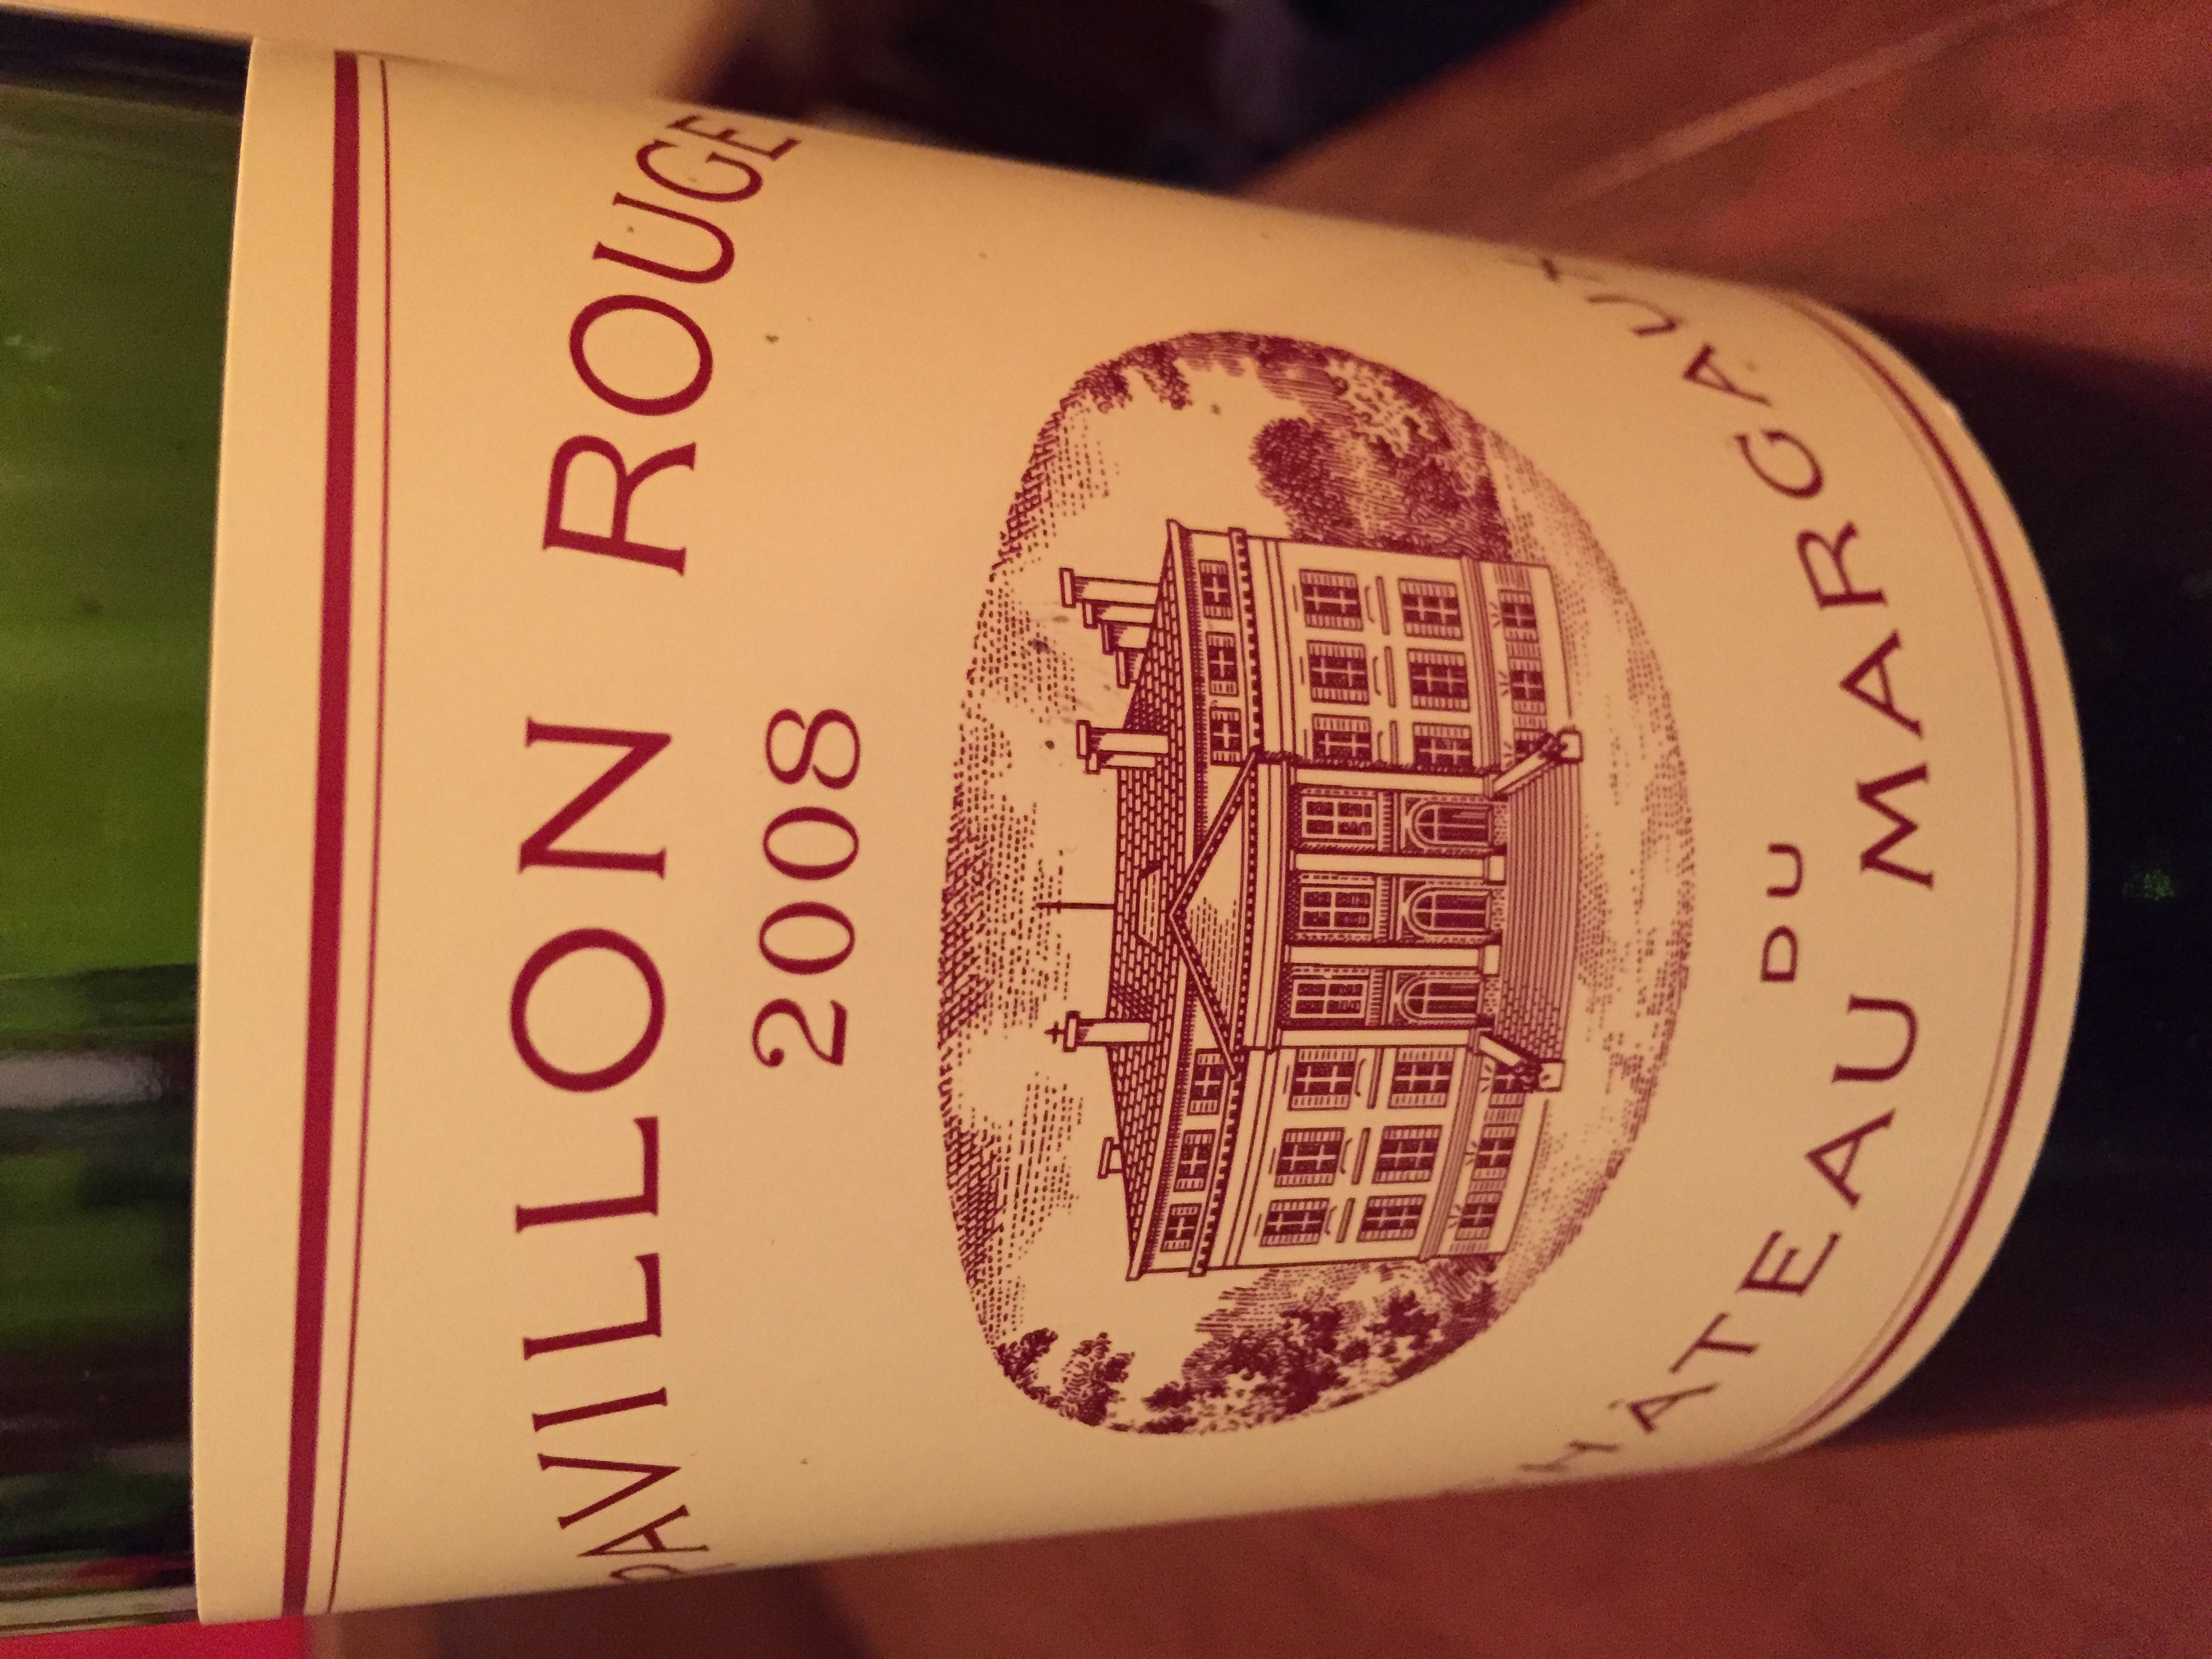 PAVILLON ROUGE
2008
DU
CHÂTEAU MARGAUX